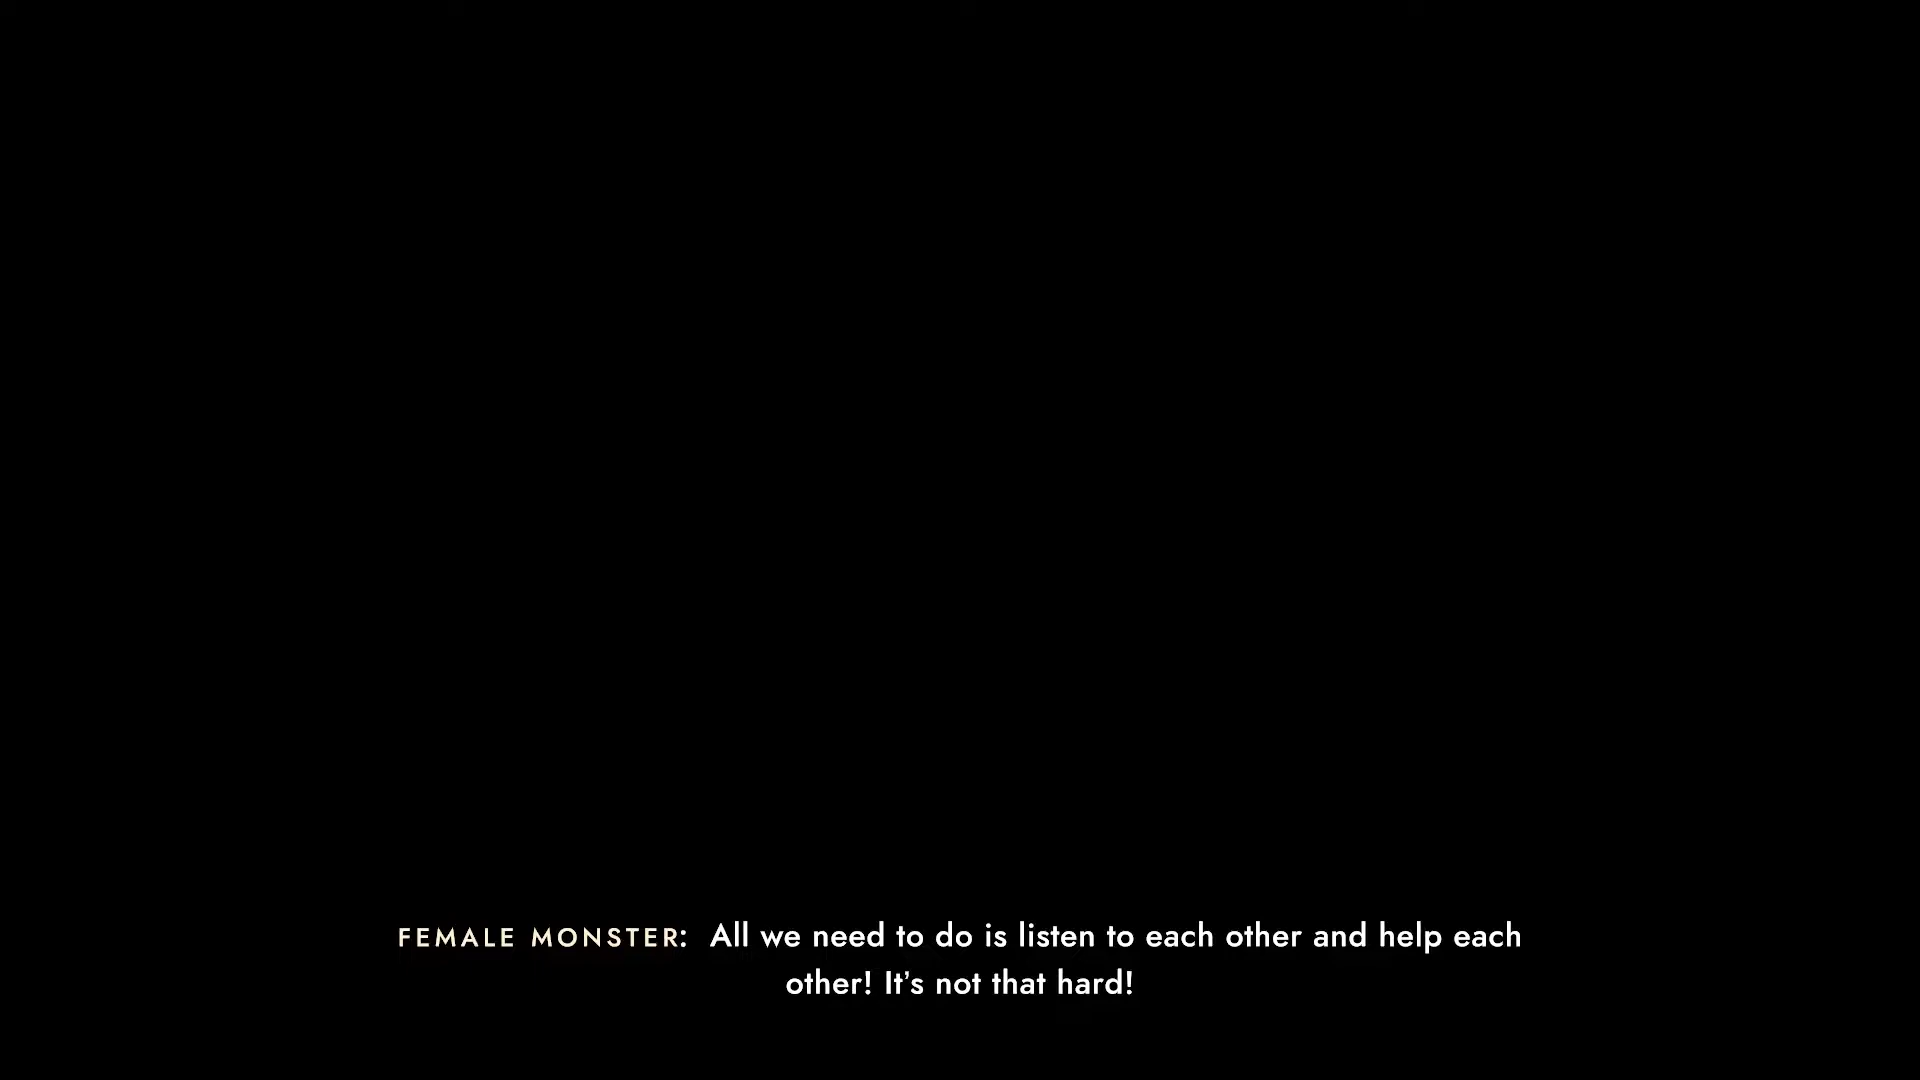 FEMALE MONSTER: All we need to do is listen to each other and help each
other! It’s not that hard!